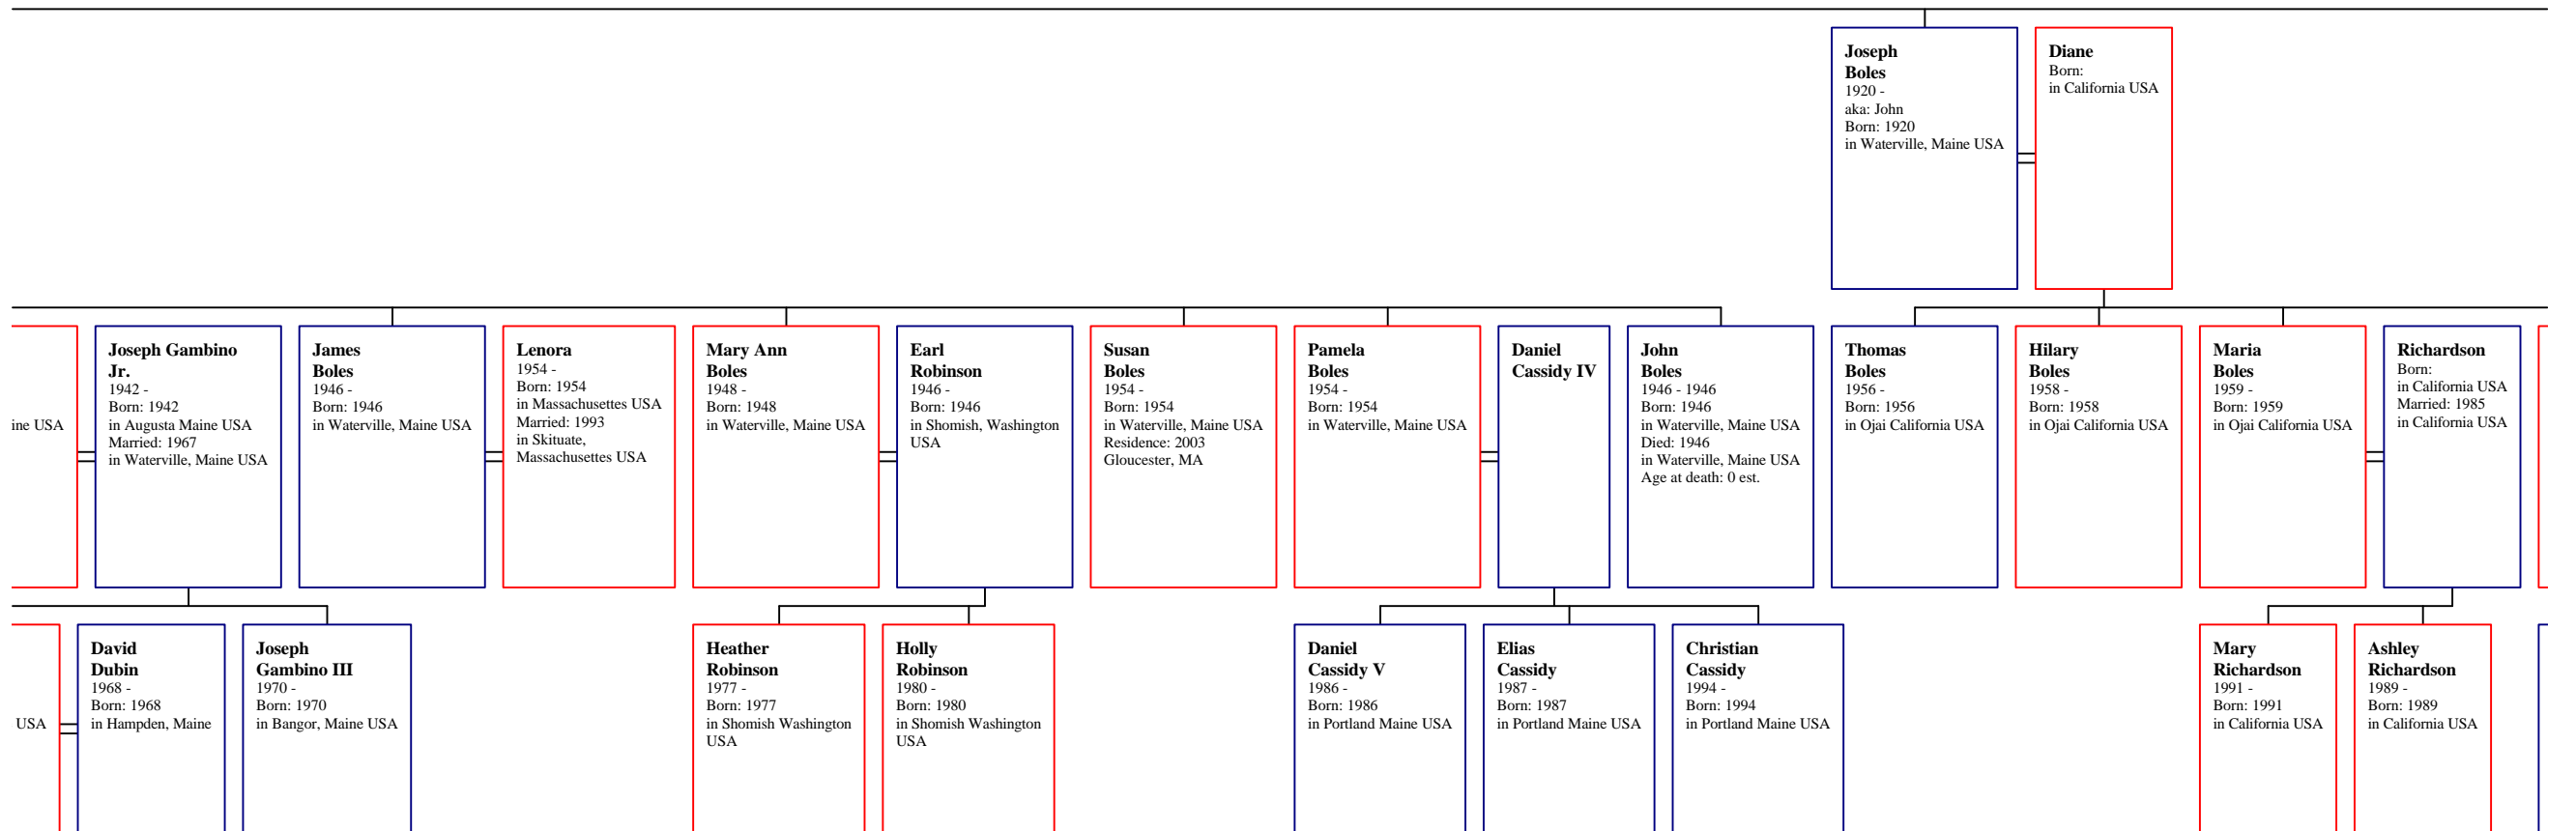 Joseph
Boles
1920 -
aka: John
Born: 1920
in Waterville, Maine USA
Diane
Born:
in California USA
ine USA
Joseph Gambino
Jr.
1942 -
Born: 1942
in Augusta Maine USA
Married: 1967
in Waterville, Maine USA
James
Boles
1946 -
Born: 1946
in Waterville, Maine USA
Lenora
1954 -
Born: 1954
in Massachusettes USA
Married: 1993
in Skituate,
Massachusettes USA
Mary Ann
Boles
1948 -
Born: 1948
in Waterville, Maine USA
Earl
Robinson
1946 -
Born: 1946
in Shomish, Washington
USA
Susan
Boles
1954 -
Born: 1954
in Waterville, Maine USA
Residence: 2003
Gloucester, MA
Pamela
Boles
1954 -
Born: 1954
in Waterville, Maine USA
Daniel
Cassidy IV
John
Boles
1946 - 1946
Born: 1946
in Waterville, Maine USA
Died: 1946
in Waterville, Maine USA
Age at death: 0 est.
Thomas
Boles
1956 -
Born: 1956
in Ojai California USA
Hilary
Boles
1958 -
Born: 1958
in Ojai California USA
Maria
Boles
1959 -
Born: 1959
in Ojai California USA
Richardson
Born:
in California USA
Married: 1985
in California USA
USA
David
Dubin
1968 -
Born: 1968
in Hampden, Maine
Joseph
Gambino III
1970 -
Born: 1970
in Bangor, Maine USA
Heather
Robinson
1977 -
Born: 1977
in Shomish Washington
USA
Holly
Robinson
1980 -
Born: 1980
in Shomish Washington
USA
Daniel
Cassidy V
1986 -
Born: 1986
in Portland Maine USA
Elias
Cassidy
1987 -
Born: 1987
in Portland Maine USA
Christian
Cassidy
1994 -
Born: 1994
in Portland Maine USA
Mary
Richardson
1991 -
Born: 1991
in California USA
Ashley
Richardson
1989 -
Born: 1989
in California USA